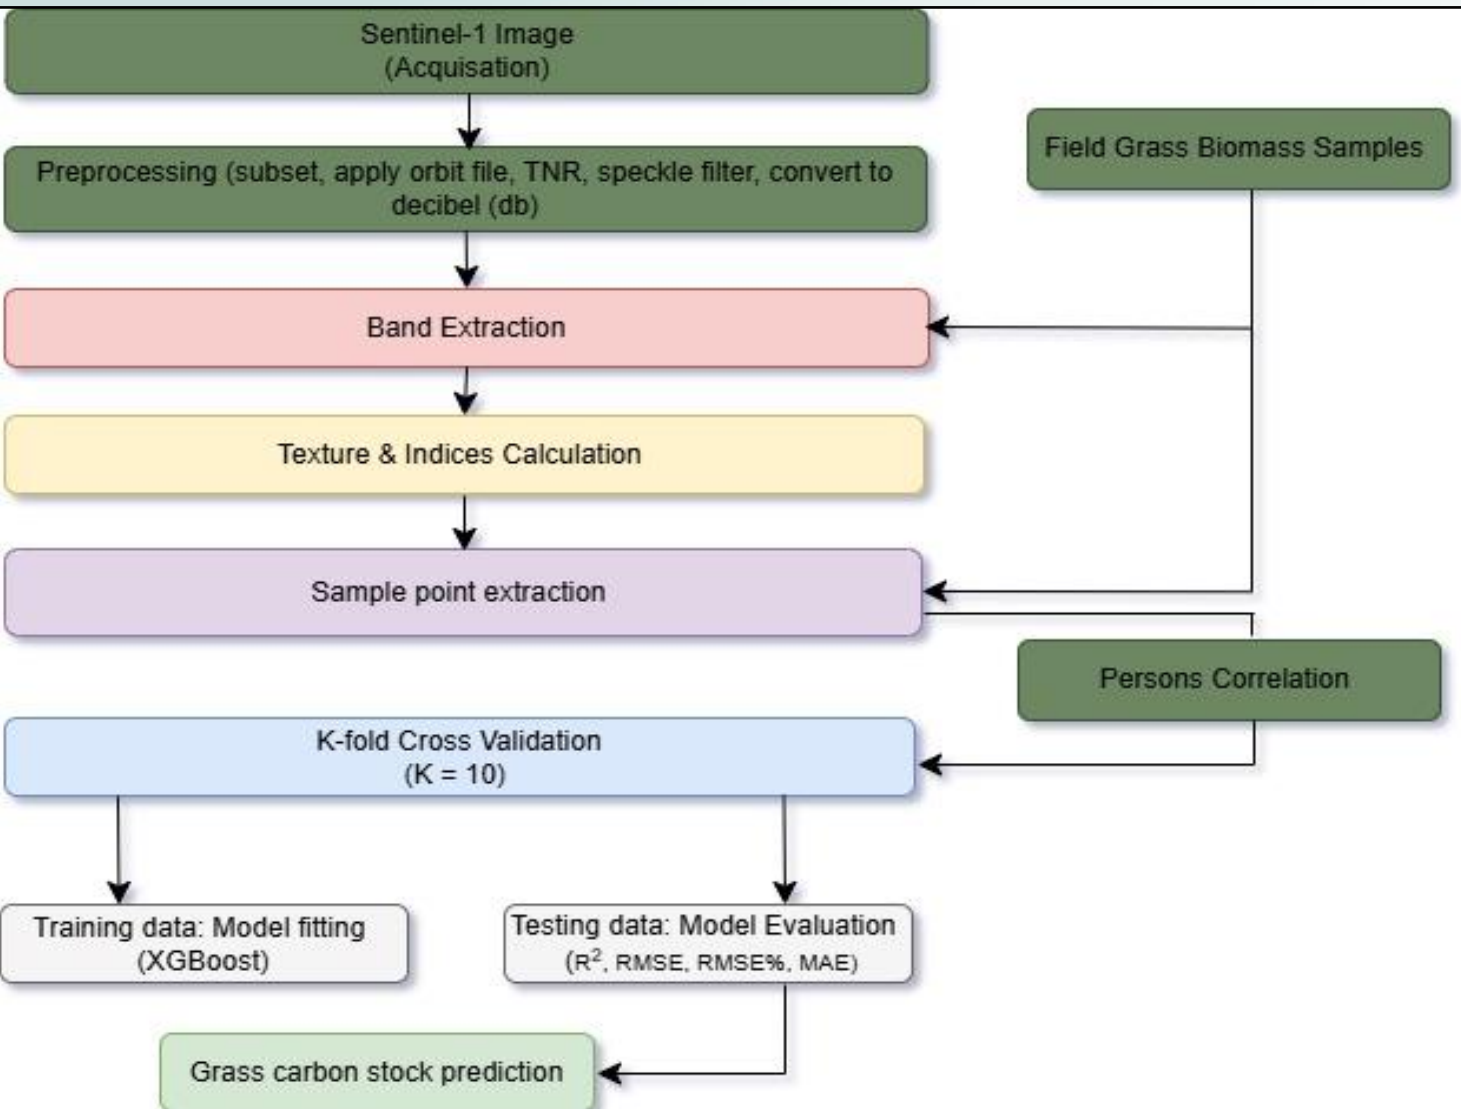 Sentinel-1 Image
(Acquisation)
Field Grass Biomass Samples
Preprocessing (subset, apply orbit file, TNR, speckle filter, convert to
decibel (db)
Band Extraction
Texture & Indices Calculation
Sample point extraction
Persons Correlation
K-fold Cross Validation
(K = 10)
Training data: Model fitting
(XGBoost)
Testing data: Model Evaluation
(R², RMSE, RMSE%, MAE)
Grass carbon stock prediction